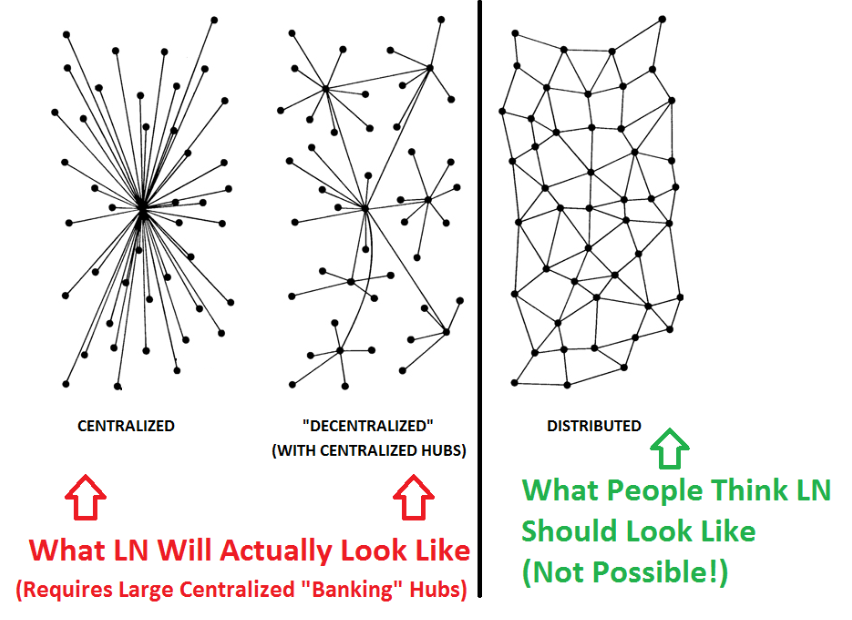 CENTRALIZED
"DECENTRALIZED"
(WITH CENTRALIZED HUBS)
DISTRIBUTED
What LN Will Actually Look Like
(Requires Large Centralized "Banking" Hubs)
What People Think LN
Should Look Like
(Not Possible!)